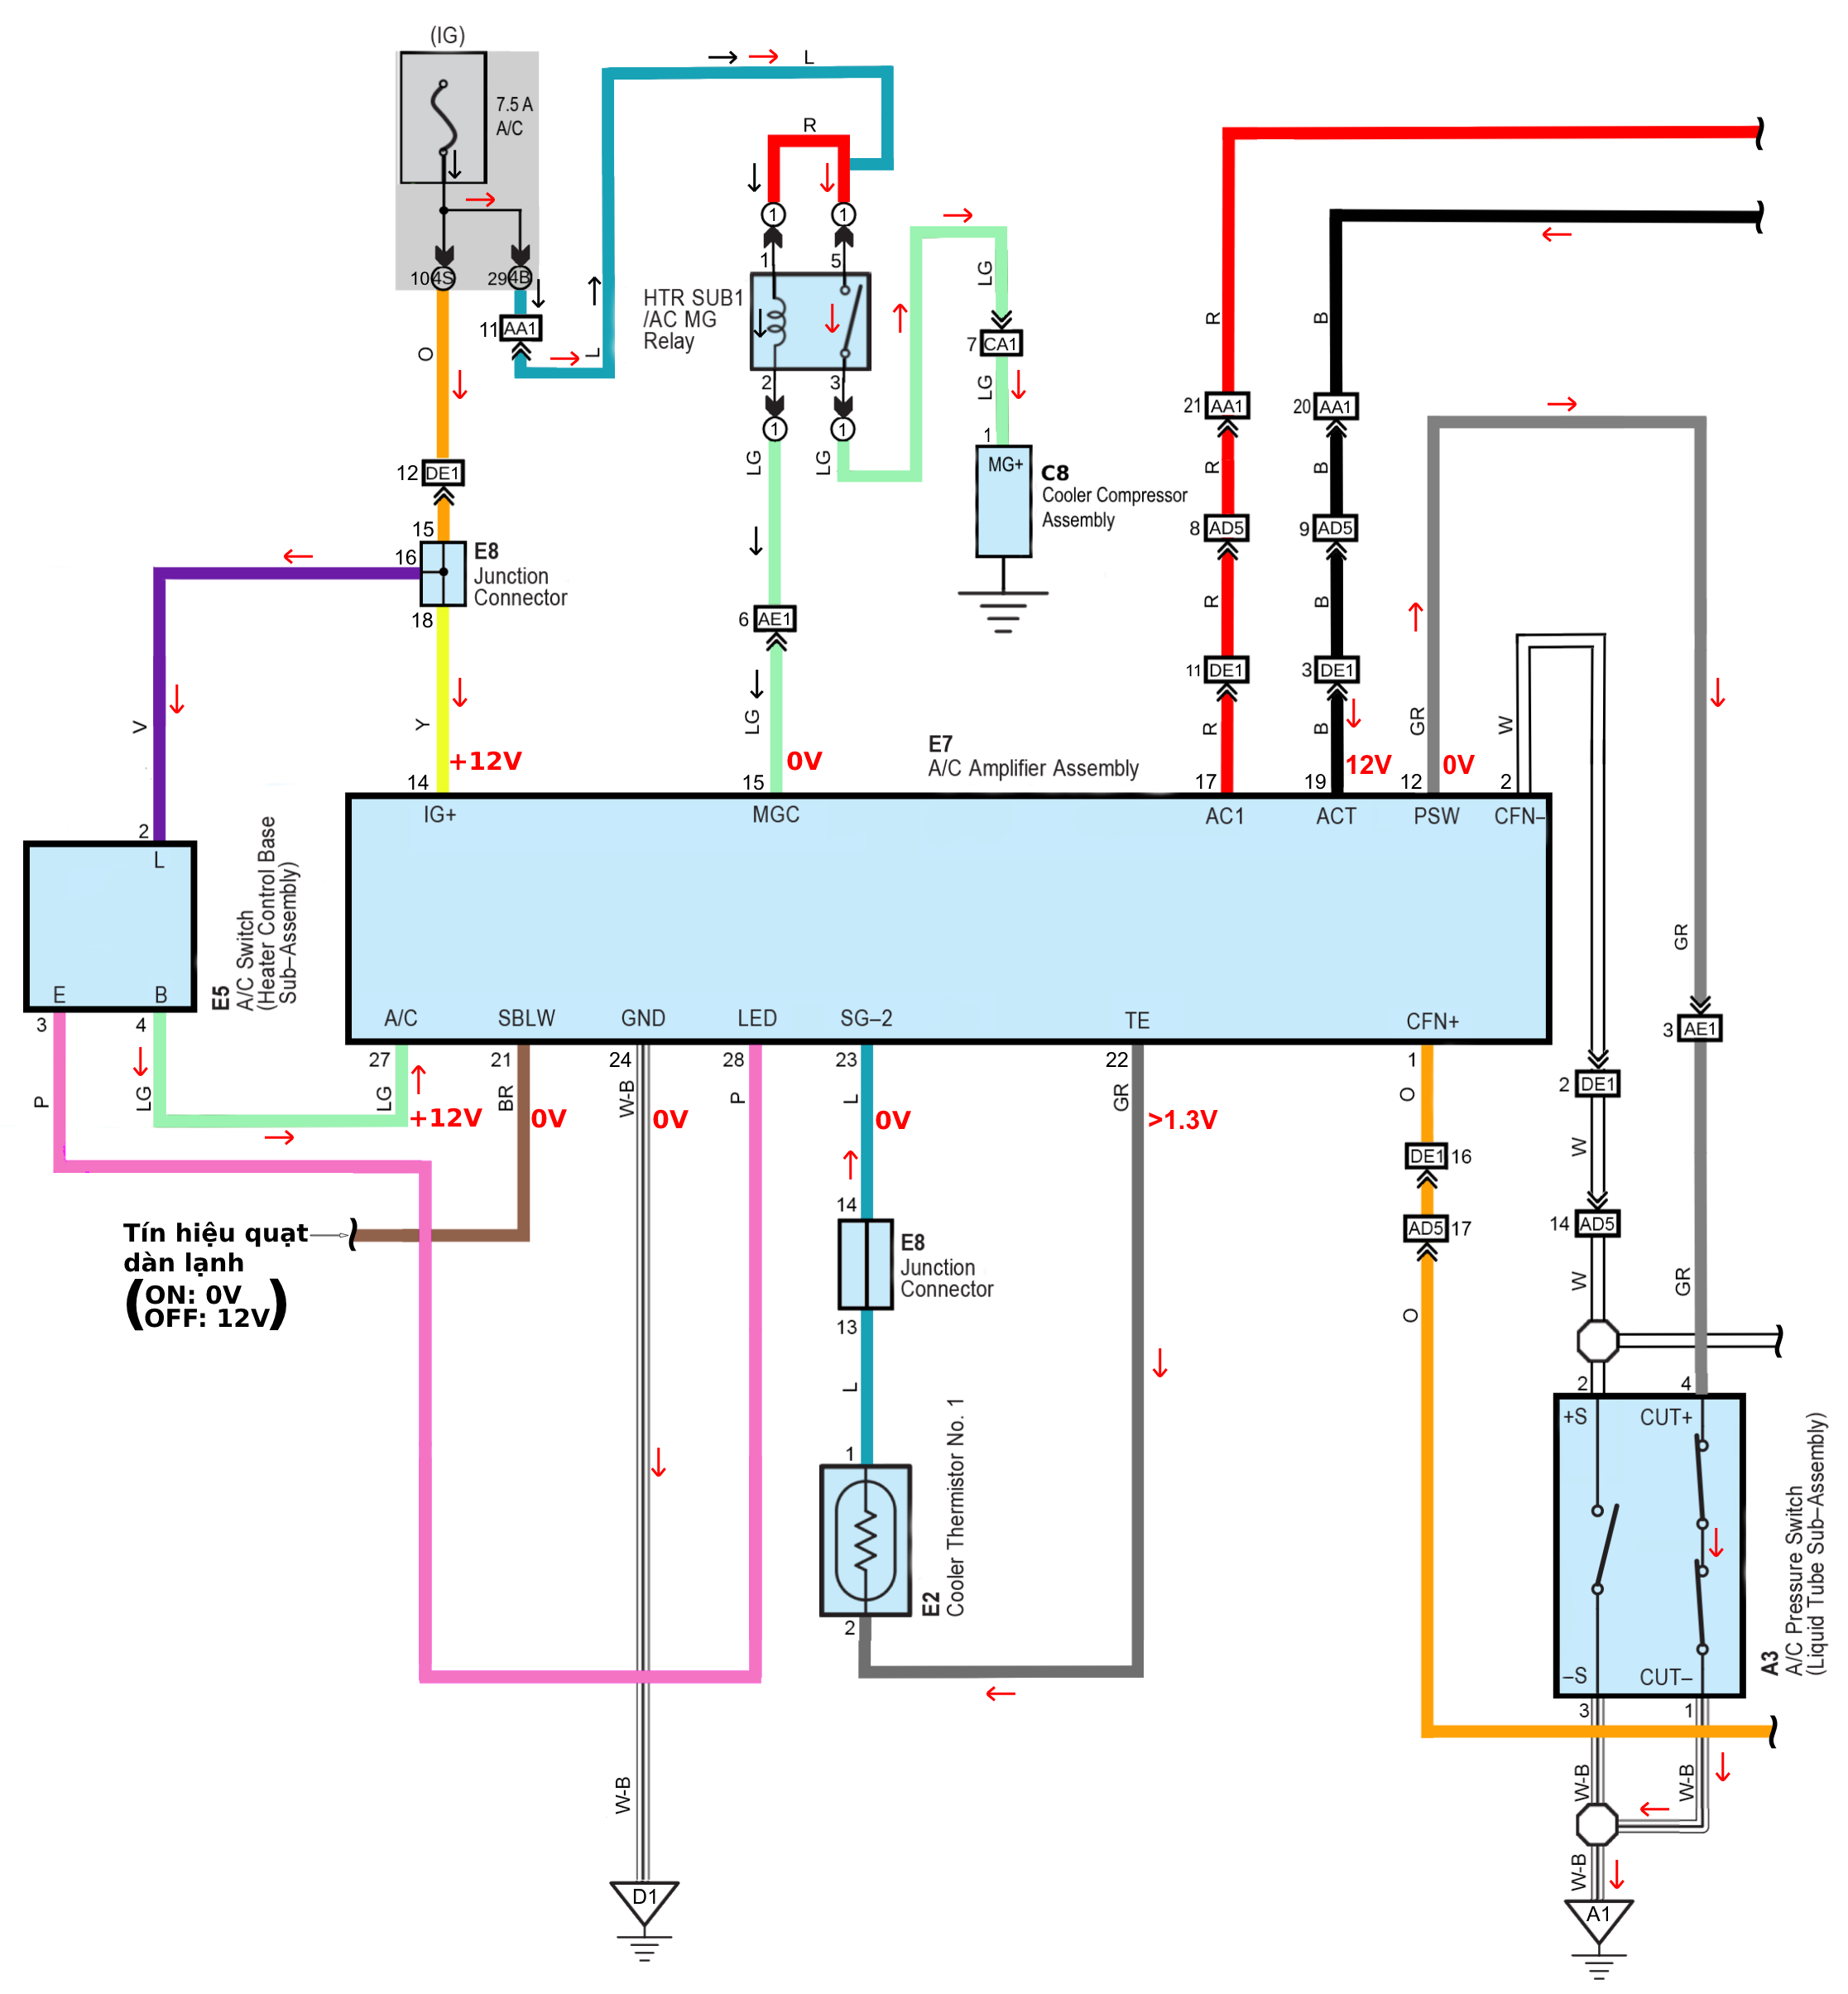 (IG)
7.5 A
A/C
10 4S
29 4B
11 AA1
O
L
L
R
1
1
1
5
HTR SUB1
/AC MG
Relay
2
3
1
1
LG
LG
LG
7 CA1
LG
1
MG+
C8
Cooler Compressor
Assembly
R
B
21 AA1
20 AA1
R
B
8 AD5
9 AD5
R
B
11 DE1
3 DE1
R
B
GR
W
12 DE1
15
16
E8
Junction
Connector
18
6 AE1
V
Y
LG
+12V
0V
12V
0V
E7
A/C Amplifier Assembly
14
15
17
19
12
2
IG+
MGC
AC1
ACT
PSW
CFN–
2
L
E
B
3
4
E5
A/C Switch
(Heater Control Base
Sub–Assembly)
A/C
SBLW
GND
LED
SG–2
TE
CFN+
27
21
24
28
23
22
1
P
LG
LG
BR
W-B
P
L
GR
O
+12V
0V
0V
0V
>1.3V
GR
3 AE1
2 DE1
W
DE1 16
AD5 17
14 AD5
W
GR
O
Tín hiệu quạt
dàn lạnh
(ON: 0V
OFF: 12V)
14
E8
Junction
Connector
13
L
1
2
E2
Cooler Thermistor No. 1
2
4
+S
CUT+
–S
CUT–
3
1
A3
A/C Pressure Switch
(Liquid Tube Sub–Assembly)
W-B
W-B
W-B
W-B
D1
A1